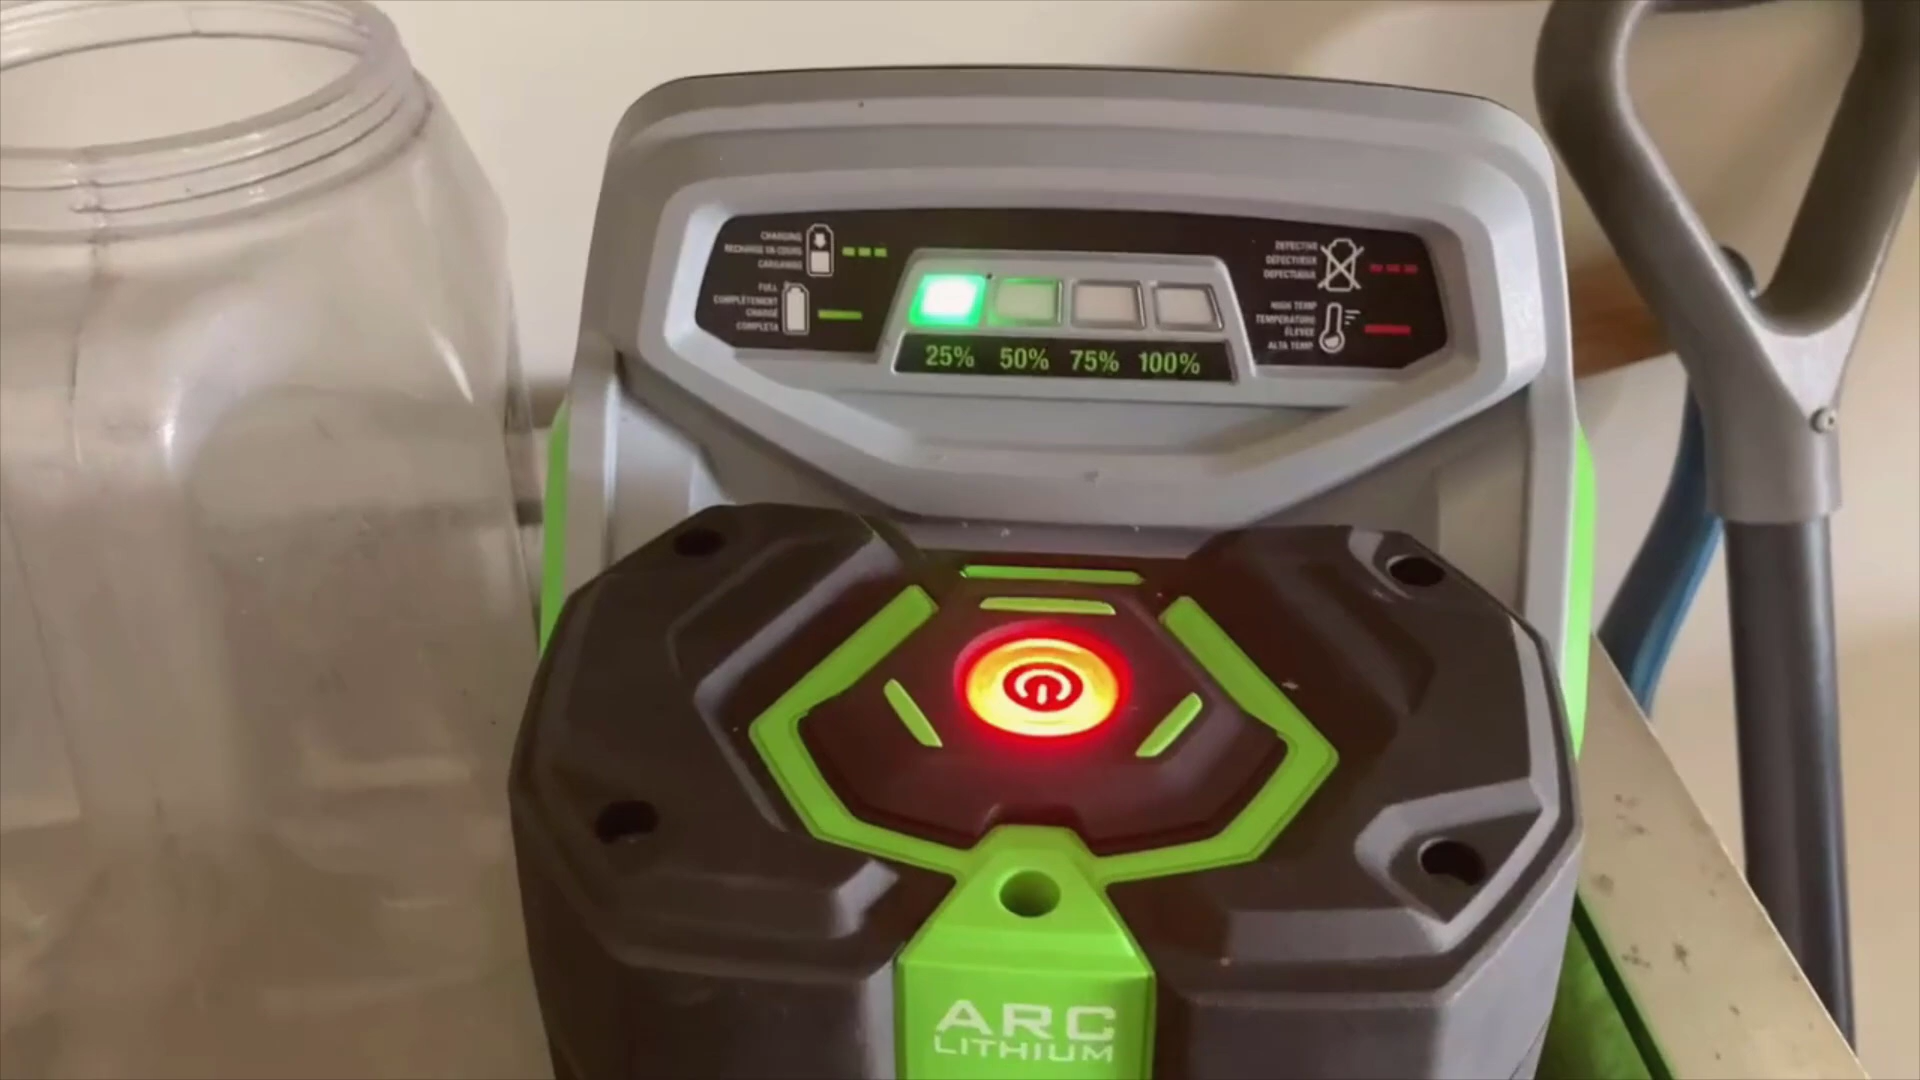 CHARGING
RECHARGE EN COURS
CARGANDO
FULL
COMPLÈTEMENT
CHARGÉ
COMPLETA
25% 50% 75% 100%
DEFECTIVE
DÉFECTUEUX
DEFECTUOSA
HIGH TEMP
TEMPÉRATURE
ÉLEVÉE
ALTA TEMP
ARC
LITHIUM